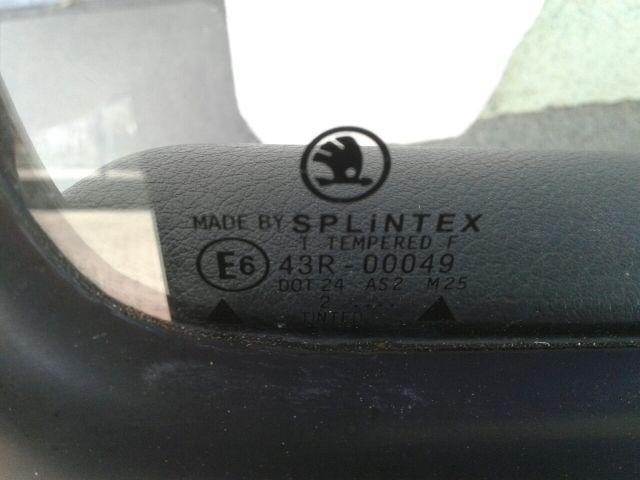 MADE BY SPLiNTEX
T TEMPERED F
E6 43R-00049
DOT 24 AS2 M25
2 ....
TINTED